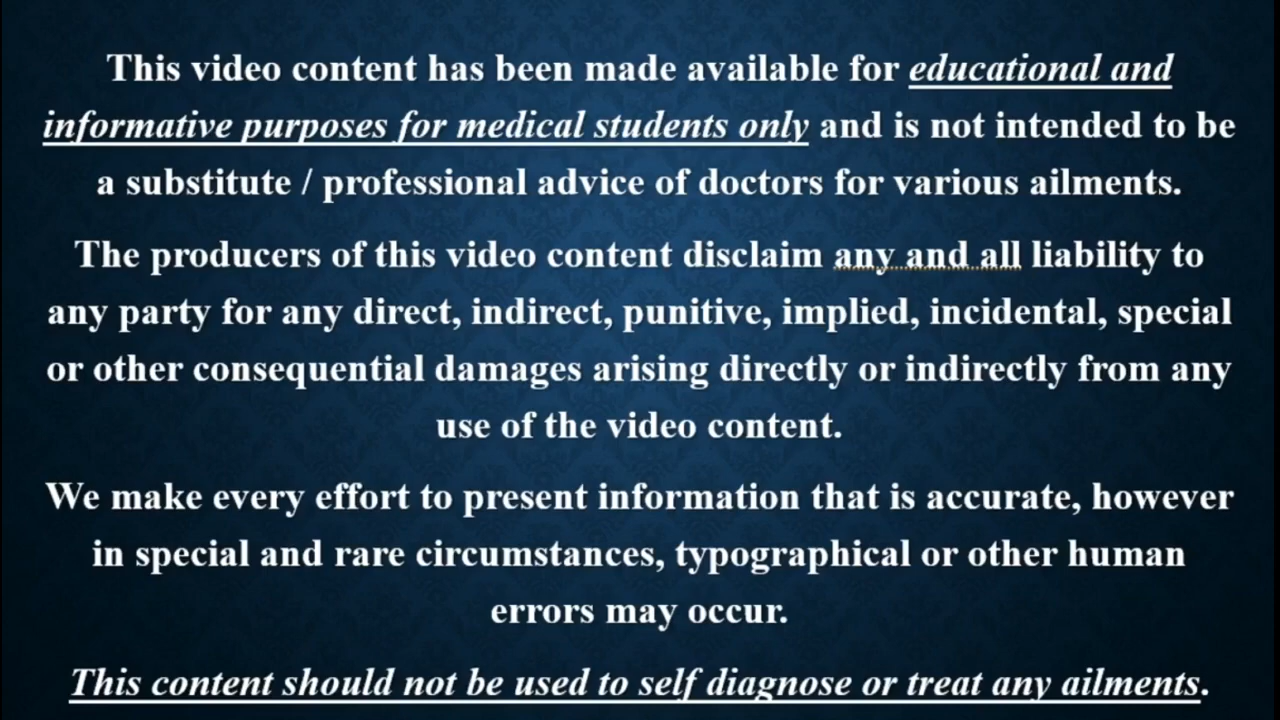 This video content has been made available for educational and
informative purposes for medical students only and is not intended to be
a substitute / professional advice of doctors for various ailments.
The producers of this video content disclaim any and all liability to
any party for any direct, indirect, punitive, implied, incidental, special
or other consequential damages arising directly or indirectly from any
use of the video content.
We make every effort to present information that is accurate, however
in special and rare circumstances, typographical or other human
errors may occur.
This content should not be used to self diagnose or treat any ailments.